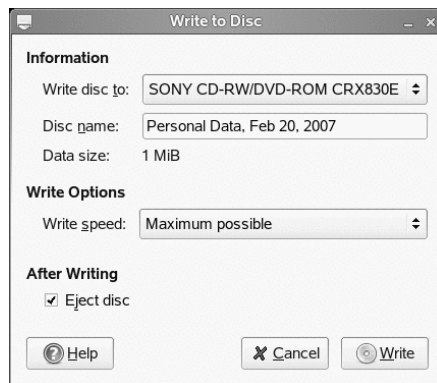 Write to Disc
Information
Write disc to: SONY CD-RW/DVD-ROM CRX830E
Disc name: Personal Data, Feb 20, 2007
Data size: 1 MiB
Write Options
Write speed: Maximum possible
After Writing
Eject disc
Help Cancel Write